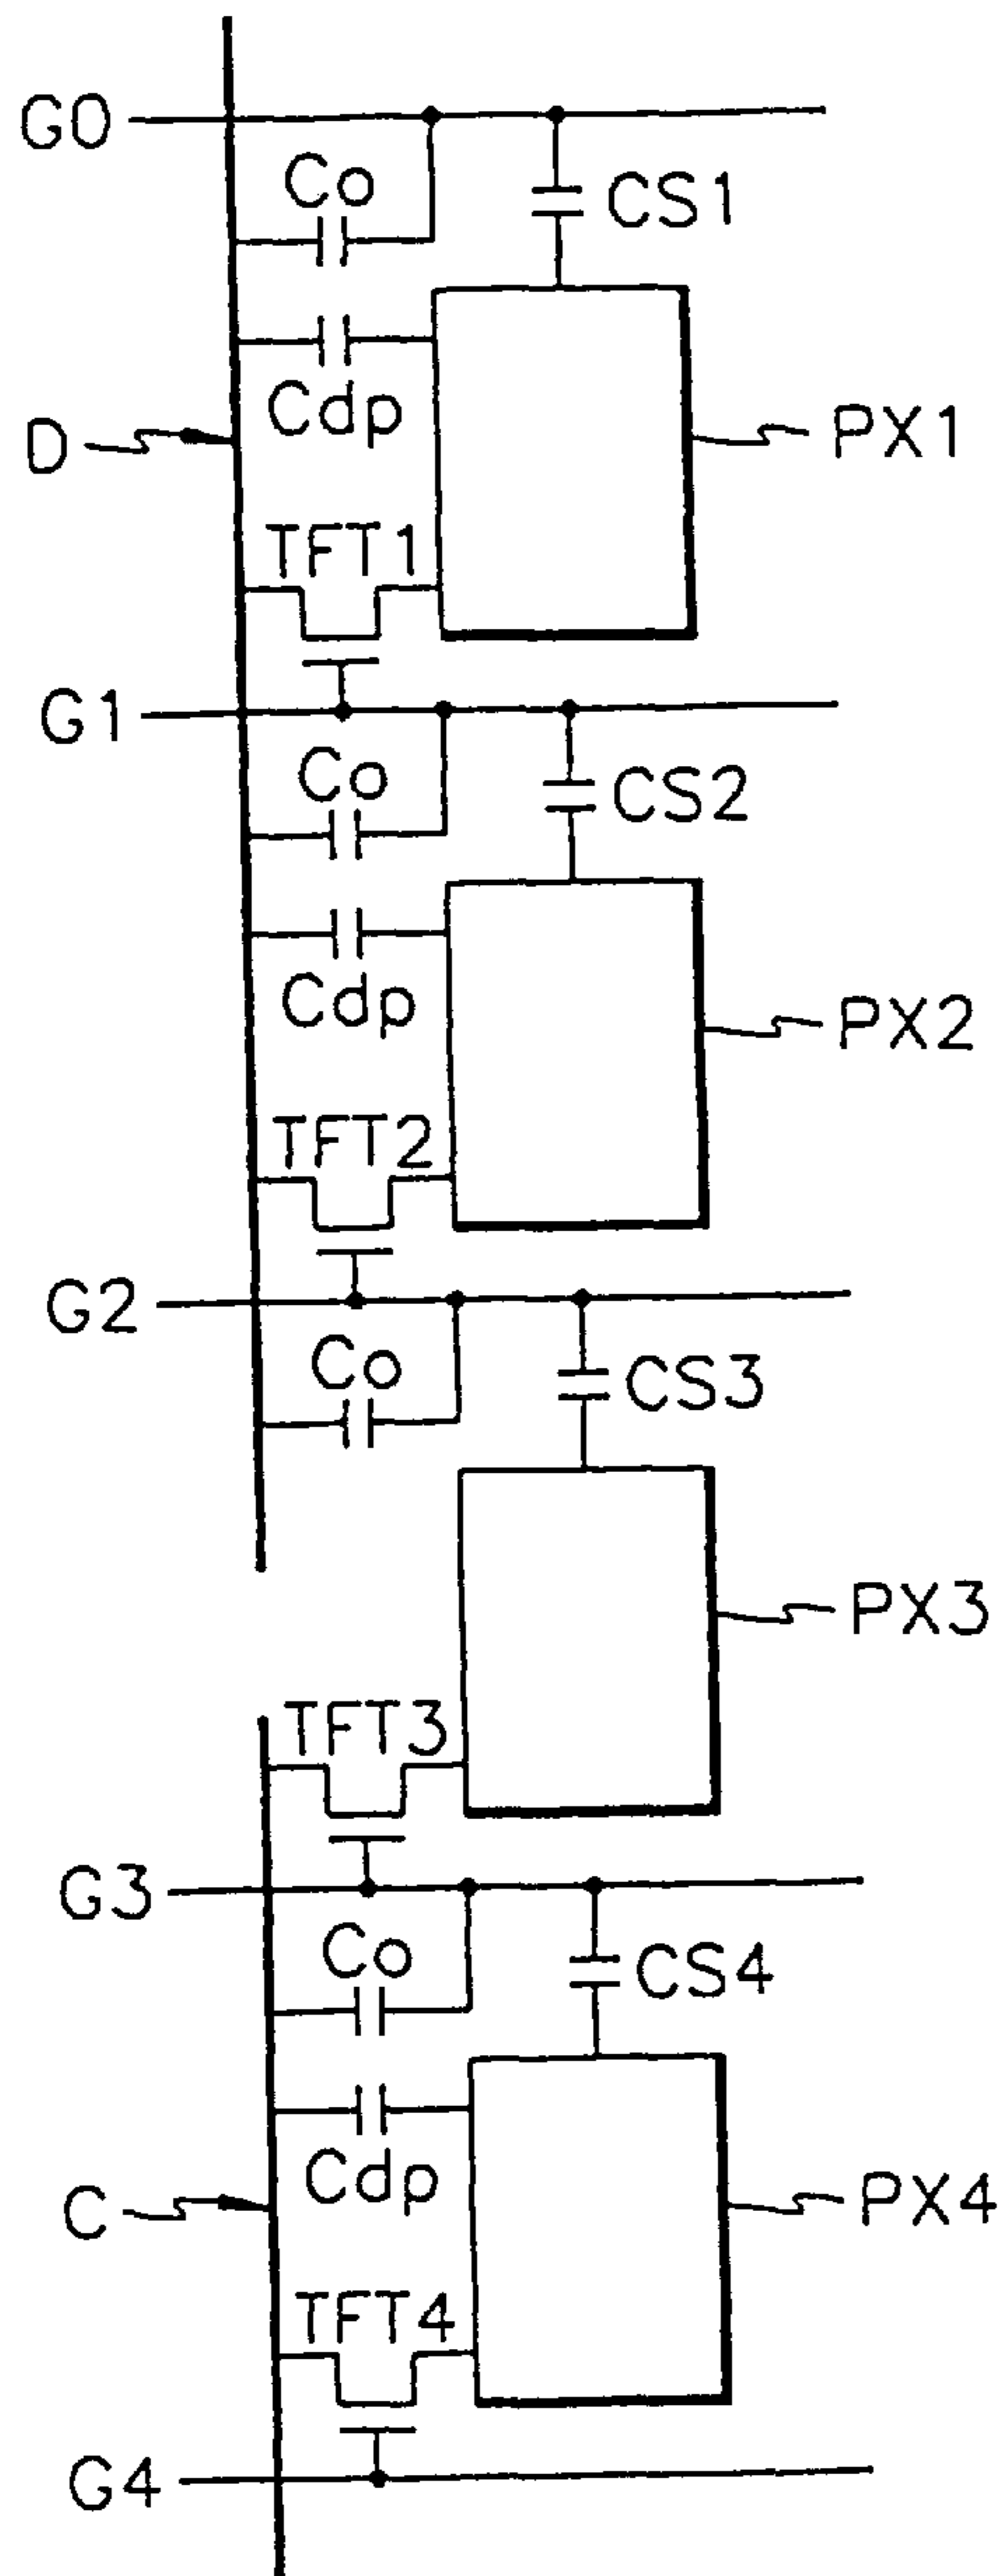 G0
Co
CS1
Cdp
D
PX1
TFT1
G1
Co
CS2
Cdp
PX2
TFT2
G2
Co
CS3
PX3
TFT3
G3
Co
CS4
Cdp
C
PX4
TFT4
G4